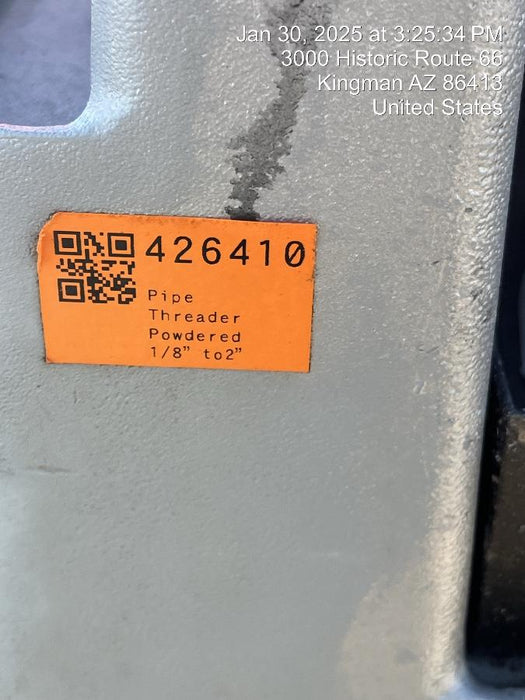 Jan 30, 2025 at 3:25:34 PM
3000 Historic Route 66
Kingman AZ 86413
United States
426410
Pipe
Threader
Powdered
1/8" to2"